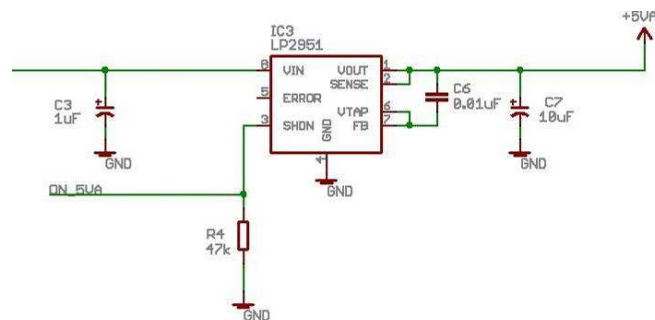 +5VA
IC3
LP2951
8 VIN VOUT 1
SENSE 2
5 ERROR
3 SHDN
VTAP 6
FB 7
GND
4
C3
1uF
C6
0.01uF
C7
10uF
GND
GND
GND
ON_5VA
R4
47k
GND